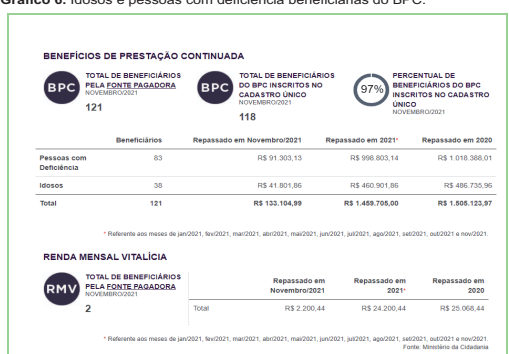 Gráfico 6. Idosos e pessoas com deficiência beneficiárias do BPC.
BENEFÍCIOS DE PRESTAÇÃO CONTINUADA
BPC
TOTAL DE BENEFICIÁRIOS
PELA FONTE PAGADORA
NOVEMBRO/2021
121
BPC
TOTAL DE BENEFICIÁRIOS
DO BPC INSCRITOS NO
CADASTRO ÚNICO
NOVEMBRO/2021
118
97%
PERCENTUAL DE
BENEFICIÁRIOS DO BPC
INSCRITOS NO CADASTRO
ÚNICO
NOVEMBRO/2021
Beneficiários Repassado em Novembro/2021 Repassado em 2021* Repassado em 2020
Pessoas com Deficiência 83 R$ 91.303,13 R$ 998.803,14 R$ 1.018.388,01
Idosos 38 R$ 41.801,86 R$ 460.901,86 R$ 486.735,96
Total 121 R$ 133.104,99 R$ 1.459.705,00 R$ 1.505.123,97
* Referente aos meses de jan/2021, fev/2021, mar/2021, abr/2021, mai/2021, jun/2021, jul/2021, ago/2021, set/2021, out/2021 e nov/2021.
RENDA MENSAL VITALÍCIA
RMV
TOTAL DE BENEFICIÁRIOS
PELA FONTE PAGADORA
NOVEMBRO/2021
2
Repassado em Novembro/2021 Repassado em 2021* Repassado em 2020
Total R$ 2.200,44 R$ 24.200,44 R$ 25.068,44
* Referente aos meses de jan/2021, fev/2021, mar/2021, abr/2021, mai/2021, jun/2021, jul/2021, ago/2021, set/2021, out/2021 e nov/2021.
Fonte: Ministério da Cidadania